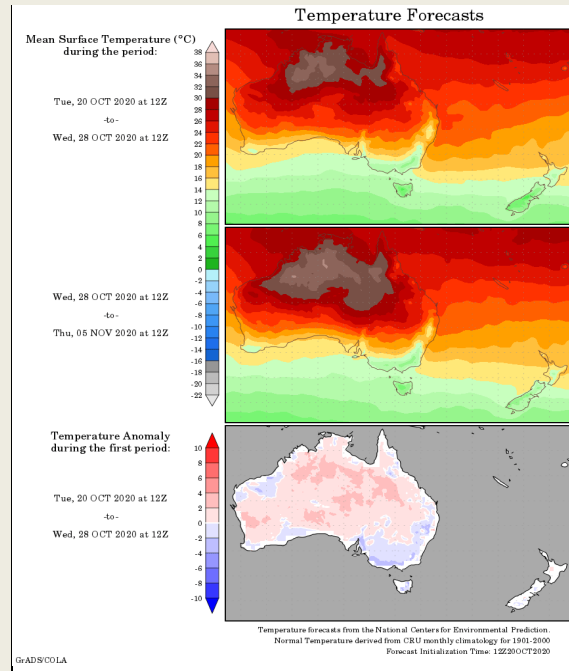 Temperature Forecasts
Mean Surface Temperature (°C)
during the period:
Tue, 20 OCT 2020 at 12Z
-to-
Wed, 28 OCT 2020 at 12Z
38
36
34
32
30
28
26
24
22
20
18
16
14
12
10
8
6
4
2
0
-2
-4
-6
-8
-10
-12
-14
-16
-18
-20
-22
Wed, 28 OCT 2020 at 12Z
-to-
Thu, 05 NOV 2020 at 12Z
Temperature Anomaly
during the first period:
Tue, 20 OCT 2020 at 12Z
-to-
Wed, 28 OCT 2020 at 12Z
10
8
6
4
2
0
-2
-4
-6
-8
-10
Temperature forecasts from the National Centers for Environmental Prediction.
Normal Temperature derived from CRU monthly climatology for 1901-2000
Forecast Initialization Time: 12Z20OCT2020
GrADS/COLA